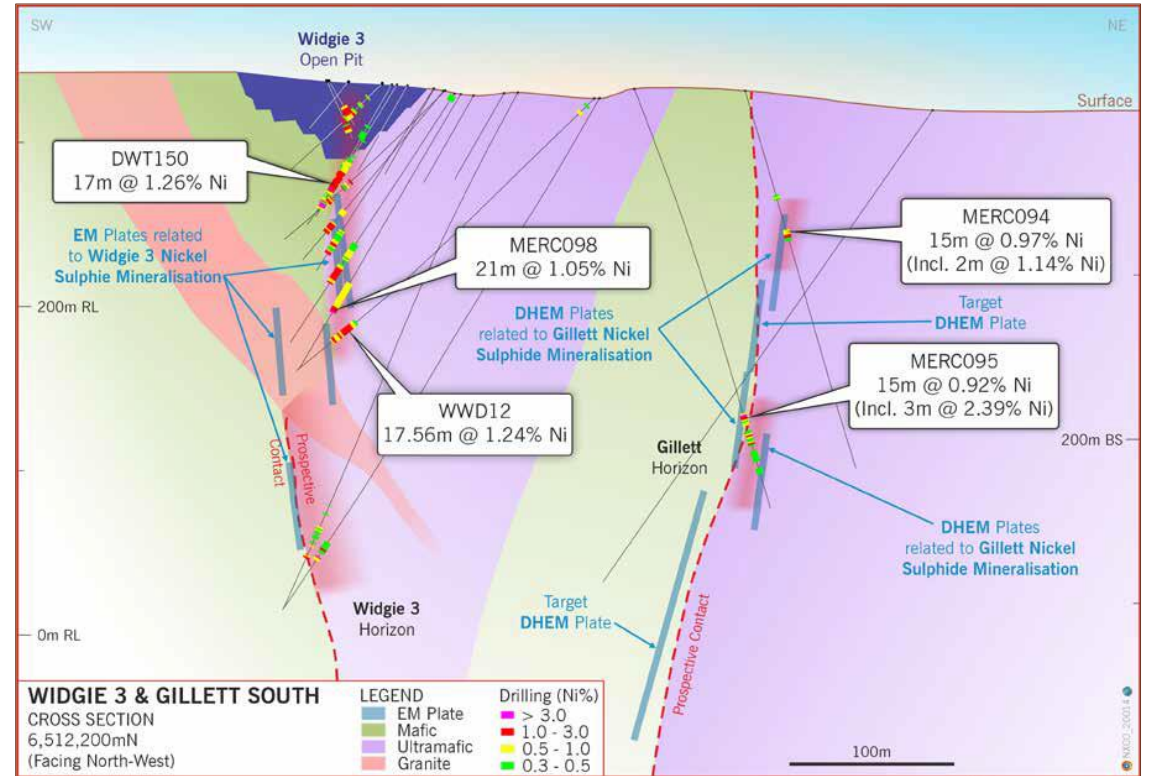 SW
NE
Widgie 3
Open Pit
Surface
DWT150
17m @ 1.26% Ni
EM Plates related
to Widgie 3 Nickel
Sulphie Mineralisation
MERC098
21m @ 1.05% Ni
MERC094
15m @ 0.97% Ni
(Incl. 2m @ 1.14% Ni)
200m RL
DHEM Plates
related to Gillett Nickel
Sulphide Mineralisation
Target
DHEM Plate
MERC095
15m @ 0.92% Ni
(Incl. 3m @ 2.39% Ni)
WWD12
17.56m @ 1.24% Ni
Gillett
Horizon
200m BS
Prospective
Contact
DHEM Plates
related to Gillett Nickel
Sulphide Mineralisation
Widgie 3
Horizon
Target
DHEM Plate
0m RL
Prospective Contact
WIDGIE 3 & GILLETT SOUTH
CROSS SECTION
6,512,200mN
(Facing North-West)
LEGEND
EM Plate
Mafic
Ultramafic
Granite
Drilling (Ni%)
> 3.0
1.0 - 3.0
0.5 - 1.0
0.3 - 0.5
100m
NX00_20014